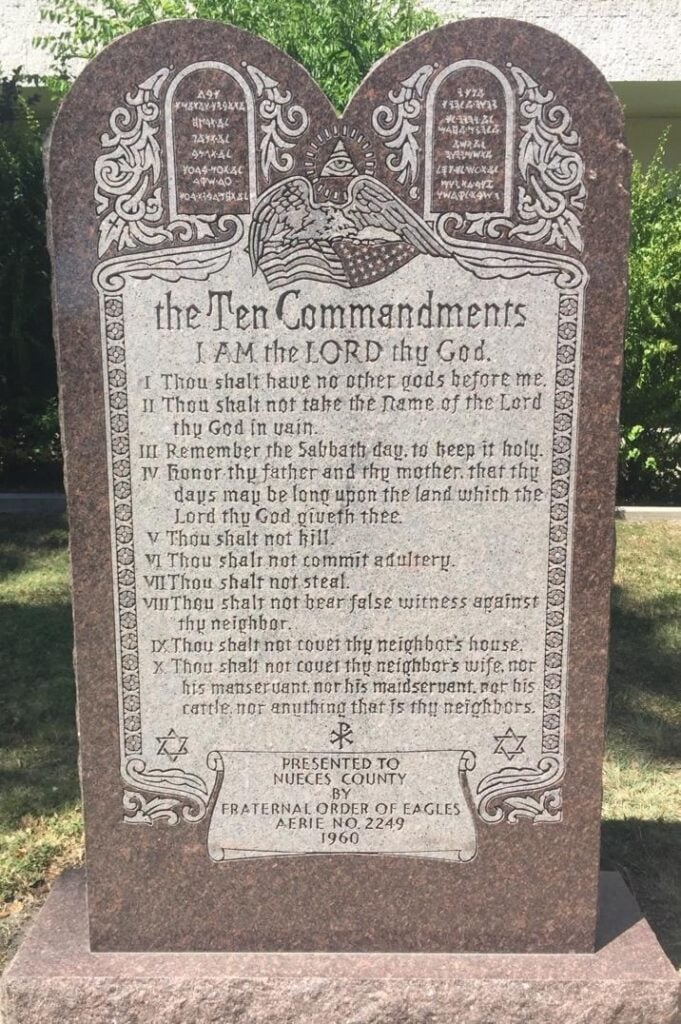 the Ten Commandments
I AM the LORD thy God.
I Thou shalt have no other gods before me.
II Thou shalt not take the Name of the Lord
thy God in vain.
III Remember the Sabbath day, to keep it holy.
IV Honor thy father and thy mother, that thy
days may be long upon the land which the
Lord thy God giveth thee.
V Thou shalt not kill.
VI Thou shalt not commit adultery.
VII Thou shalt not steal.
VIII Thou shalt not bear false witness against
thy neighbor.
IX Thou shalt not covet thy neighbor's house.
X Thou shalt not covet thy neighbor's wife, nor
his manservant, nor his maidservant, nor his
cattle, nor anything that is thy neighbors.
PRESENTED TO
NUECES COUNTY
BY
FRATERNAL ORDER OF EAGLES
AERIE NO. 2249
1960